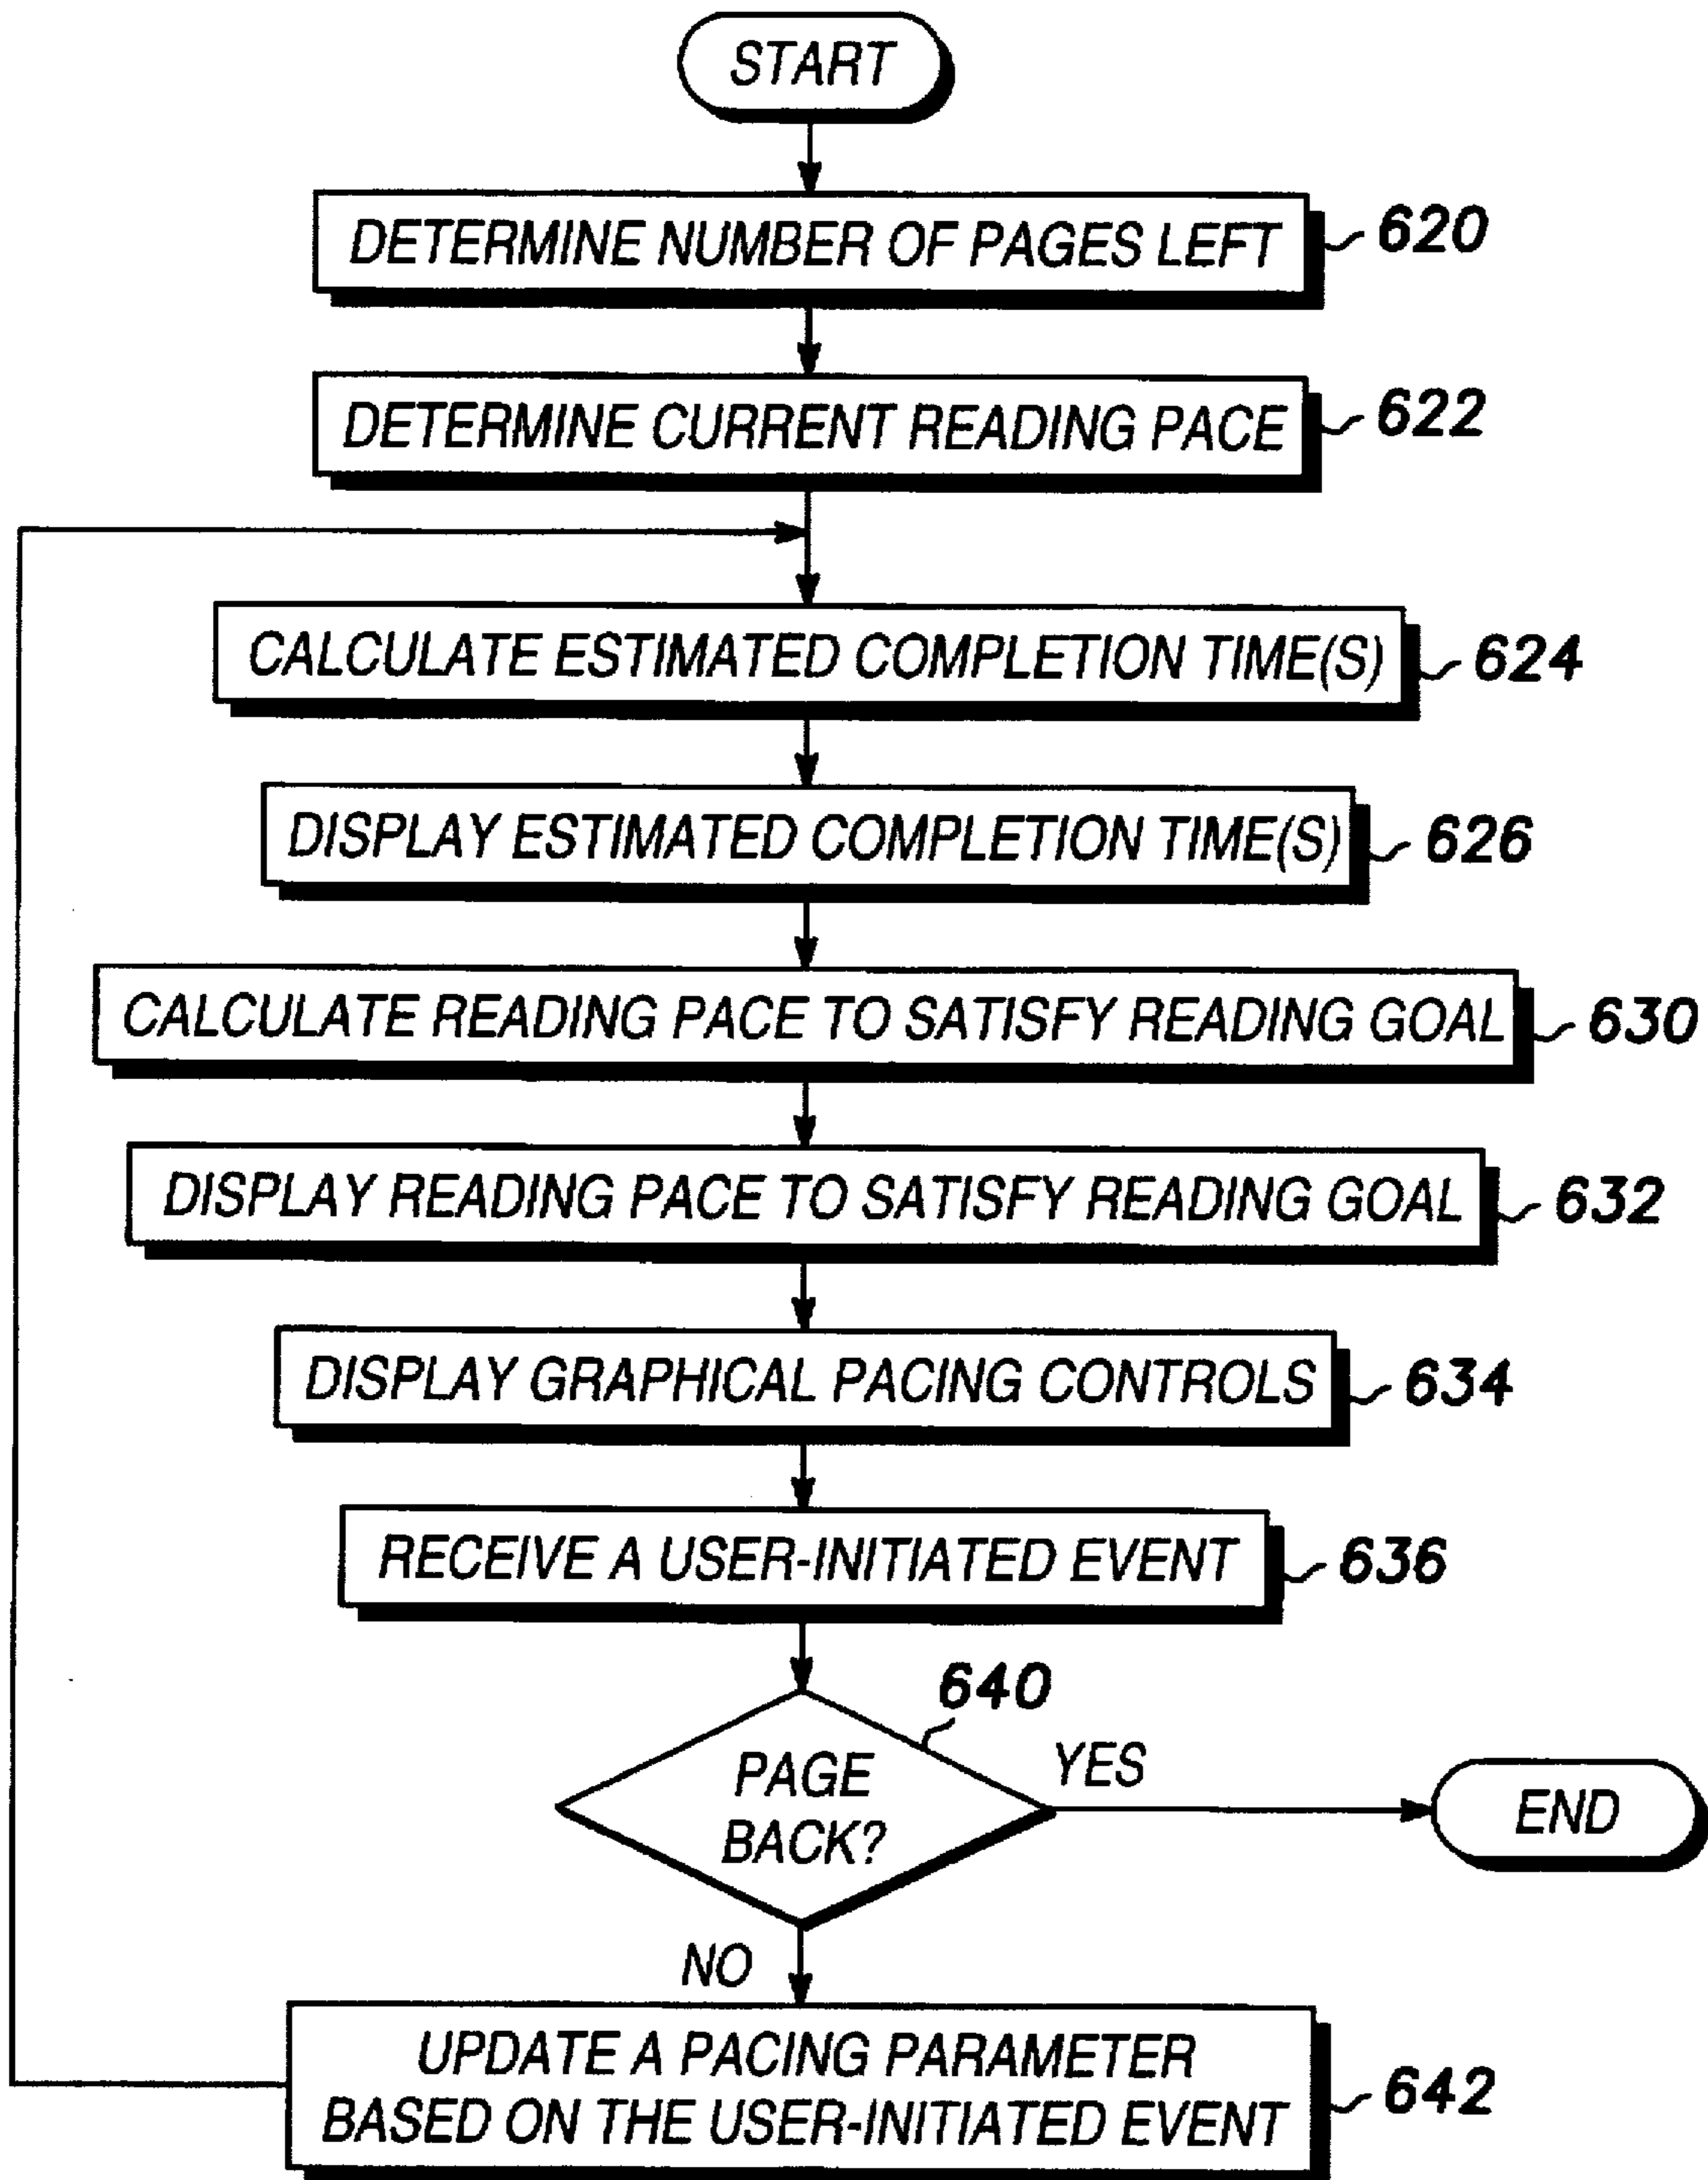 START
DETERMINE NUMBER OF PAGES LEFT
620
DETERMINE CURRENT READING PACE
622
CALCULATE ESTIMATED COMPLETION TIME(S)
624
DISPLAY ESTIMATED COMPLETION TIME(S)
626
CALCULATE READING PACE TO SATISFY READING GOAL
630
DISPLAY READING PACE TO SATISFY READING GOAL
632
DISPLAY GRAPHICAL PACING CONTROLS
634
RECEIVE A USER-INITIATED EVENT
636
640
PAGE
BACK?
YES
END
NO
UPDATE A PACING PARAMETER
BASED ON THE USER-INITIATED EVENT
642